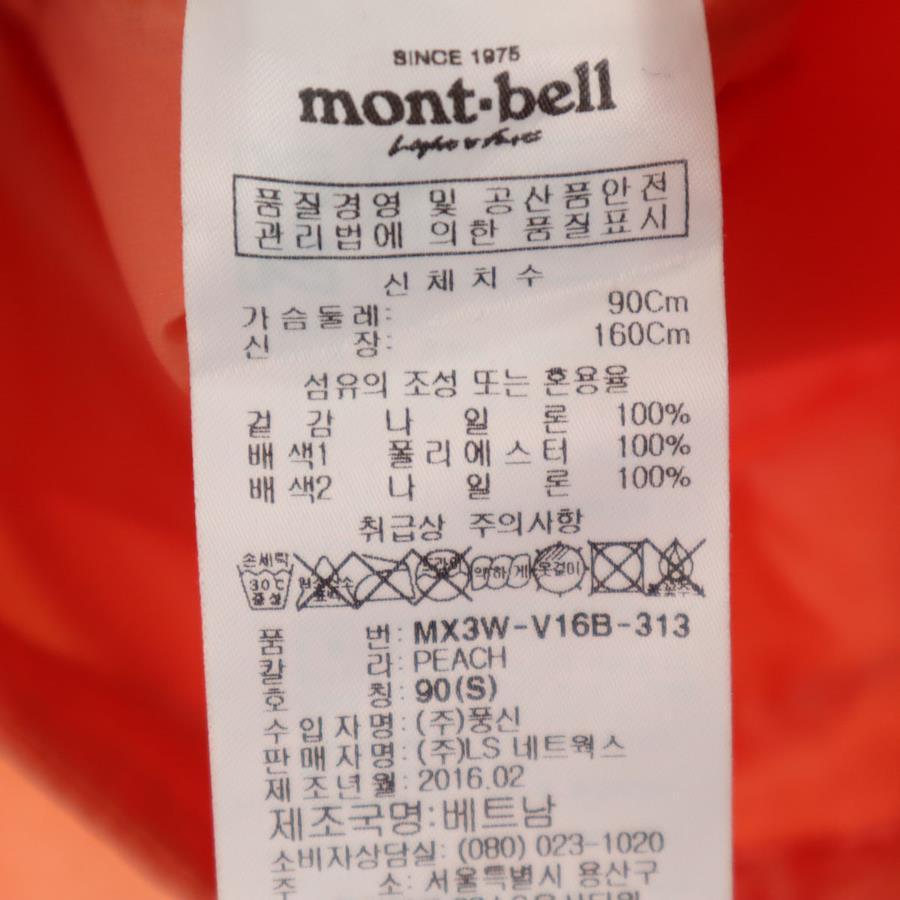 SINCE 1975
mont-bell
품질경영 및 공산품안전
관리법에 의한 품질표시
신체치수
가슴둘레: 90Cm
신장: 160Cm
섬유의 조성 또는 혼용율
겉감 나일론 100%
배색1 폴리에스터 100%
배색2 나일론 100%
취급상 주의사항
손세탁 30℃ 중성 약하게 옷걸이
품번: MX3W-V16B-313
칼라: PEACH
호칭: 90(S)
수입자명: (주)풍신
판매자명: (주)LS 네트웍스
제조년월: 2016.02
제조국명: 베트남
소비자상담실: (080) 023-1020
주소: 서울특별시 용산구